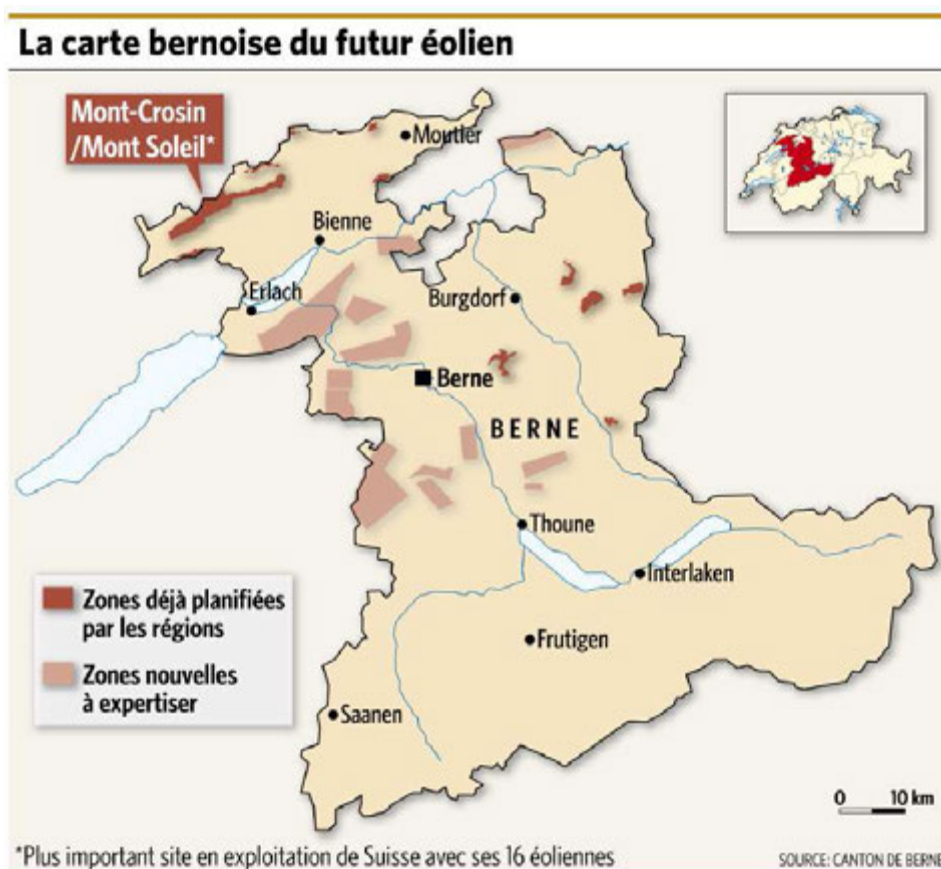 La carte bernoise du futur éolien
Mont-Crosin
/Mont Soleil*
Moutier
Bienne
Erlach
Burgdorf
Berne
BERNE
Thoune
Interlaken
Zones déjà planifiées
par les régions
Frutigen
Zones nouvelles
à expertiser
Saanen
0 10 km
*Plus important site en exploitation de Suisse avec ses 16 éoliennes
SOURCE: CANTON DE BERNE